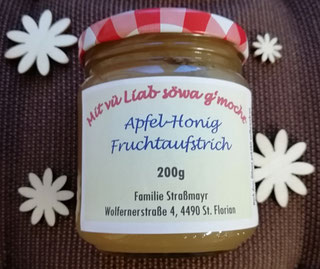 Mit vü Liab söwa g'mocht
Apfel-Honig
Fruchtaufstrich
200g
Familie Straßmayr
Wolfernerstraße 4, 4490 St. Florian